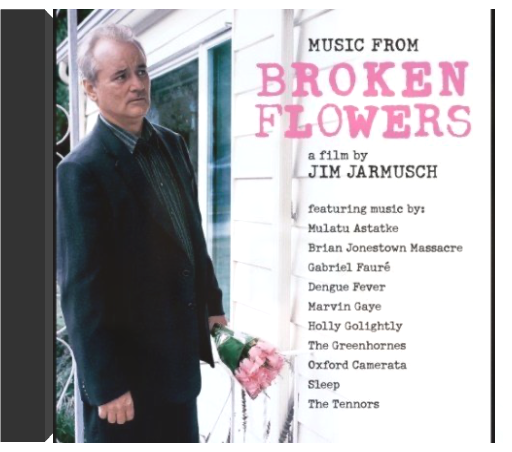 MUSIC FROM
BROKEN
FLOWERS
a film by
JIM JARMUSCH
featuring music by:
Mulatu Astatke
Brian Jonestown Massacre
Gabriel Fauré
Dengue Fever
Marvin Gaye
Holly Golightly
The Greenhornes
Oxford Camerata
Sleep
The Tennors